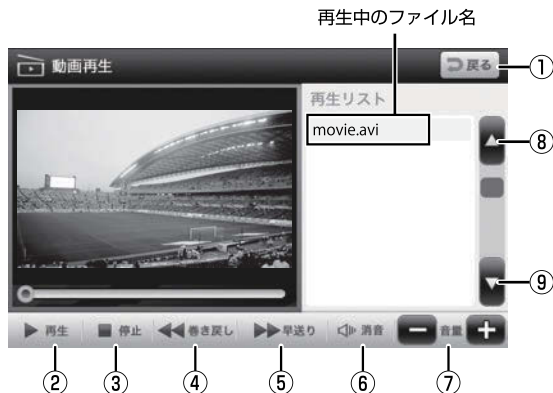 再生中のファイル名
動画再生
戻る
①
再生リスト
movie.avi
⑧
⑨
再生
停止
巻き戻し
早送り
消音
音量
②
③
④
⑤
⑥
⑦